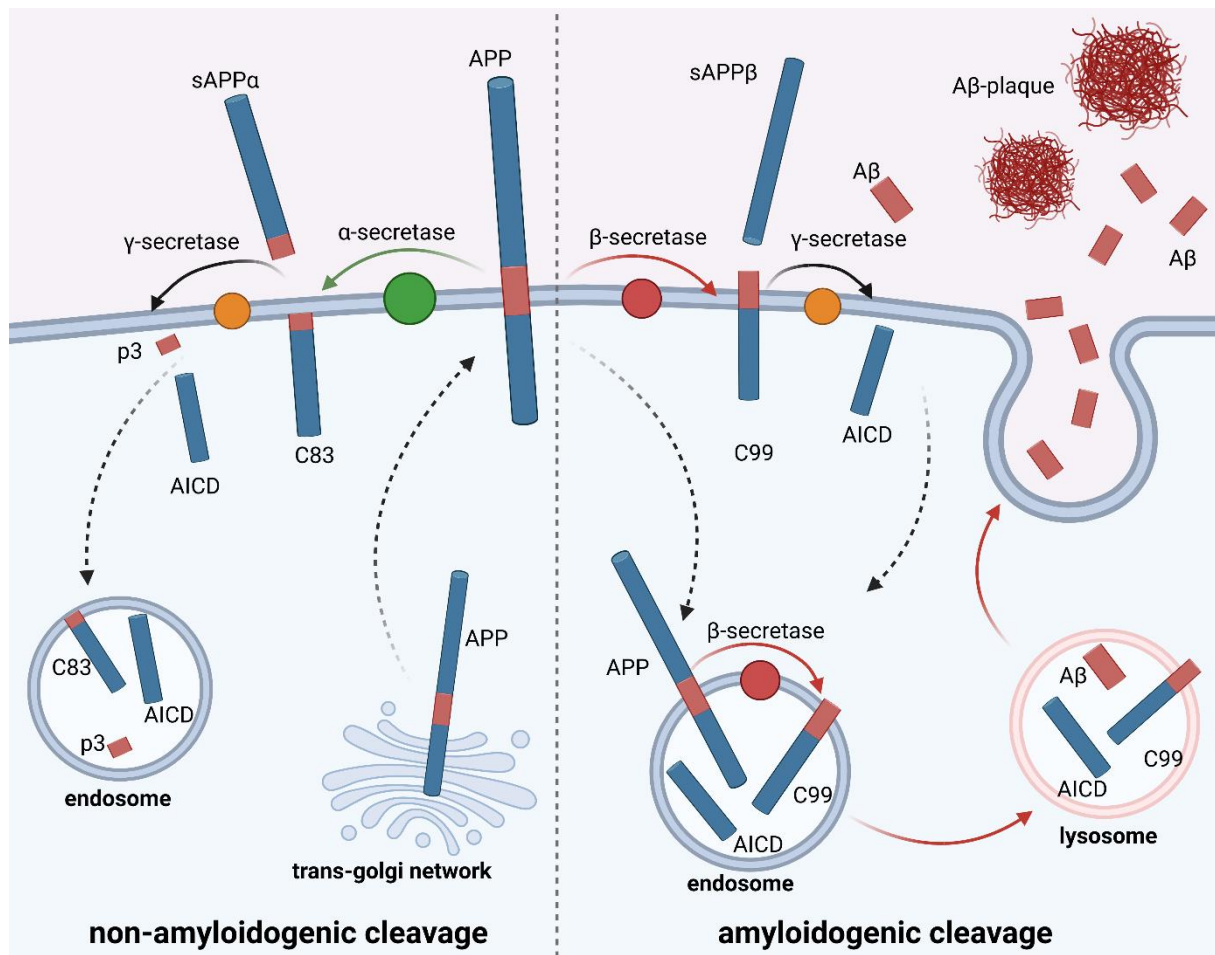 sAPPα
APP
γ-secretase
α-secretase
p3
AICD
C83
C83
AICD
p3
endosome
APP
trans-golgi network
non-amyloidogenic cleavage
sAPPβ
Aβ-plaque
Aβ
β-secretase
γ-secretase
Aβ
C99
AICD
APP
β-secretase
C99
AICD
endosome
Aβ
C99
AICD
lysosome
amyloidogenic cleavage